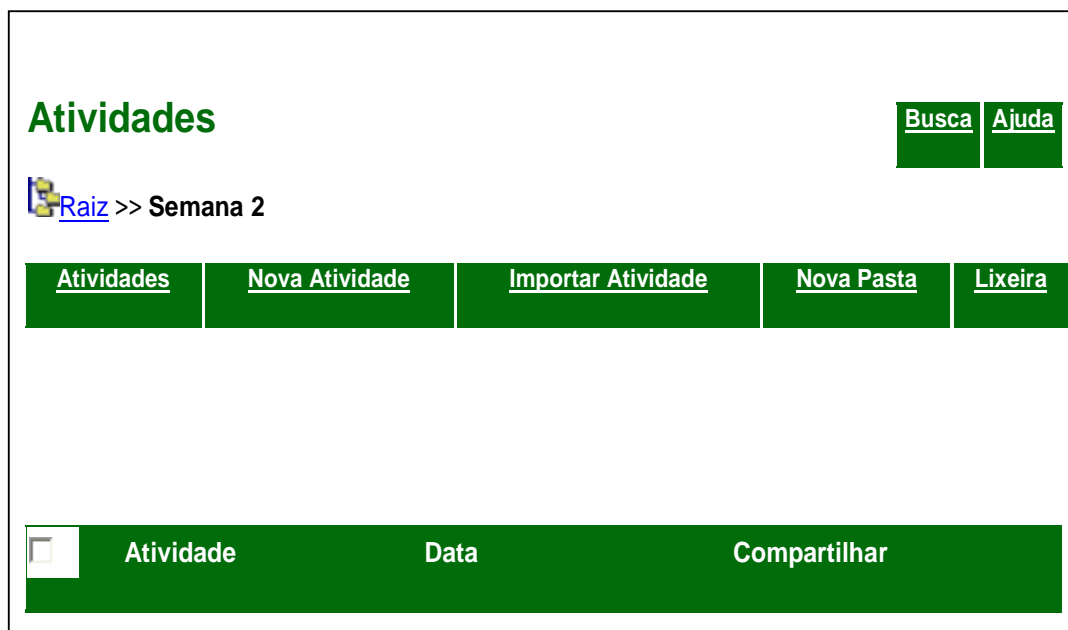 Atividades
Busca Ajuda
Raiz >> Semana 2
Atividades Nova Atividade Importar Atividade Nova Pasta Lixeira
Atividade Data Compartilhar